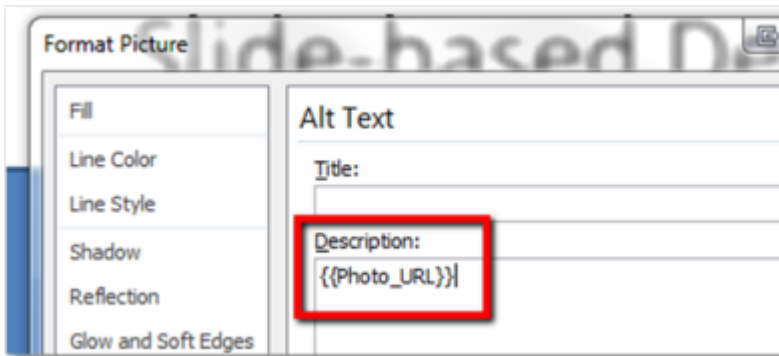 Slide-based De
Format Picture
Fill
Line Color
Line Style
Shadow
Reflection
Glow and Soft Edges
Alt Text
Title:
Description:
{{Photo_URL}}